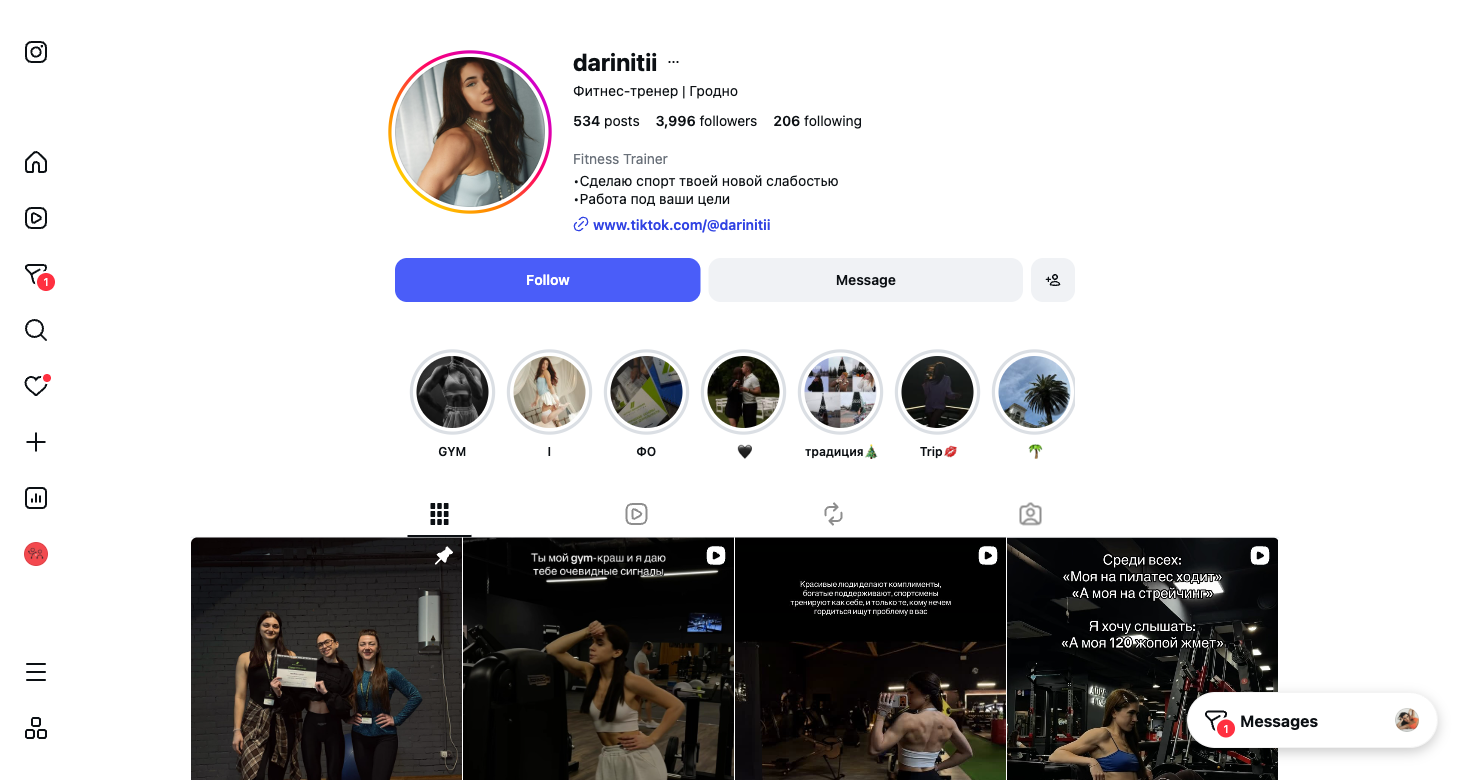 darinitii ...
Фитнес-тренер | Гродно
534 posts 3,996 followers 206 following
Fitness Trainer
•Сделаю спорт твоей новой слабостью
•Работа под ваши цели
www.tiktok.com/@darinitii
Follow
Message
1
GYM
I
ФО
🖤
традиция🎄
Trip💋
🌴
Ты мой gym-краш и я даю
тебе очевидные сигналы
Красивые люди делают комплименты,
богатые поддерживают, спортсмены
тренируют как себе, и только те, кому нечем
гордиться ищут проблему в вас
Среди всех:
«Моя на пилатес ходит»
«А моя на стрейчинг»
Я хочу слышать:
«А моя 120 жопой жмет»
1
Messages